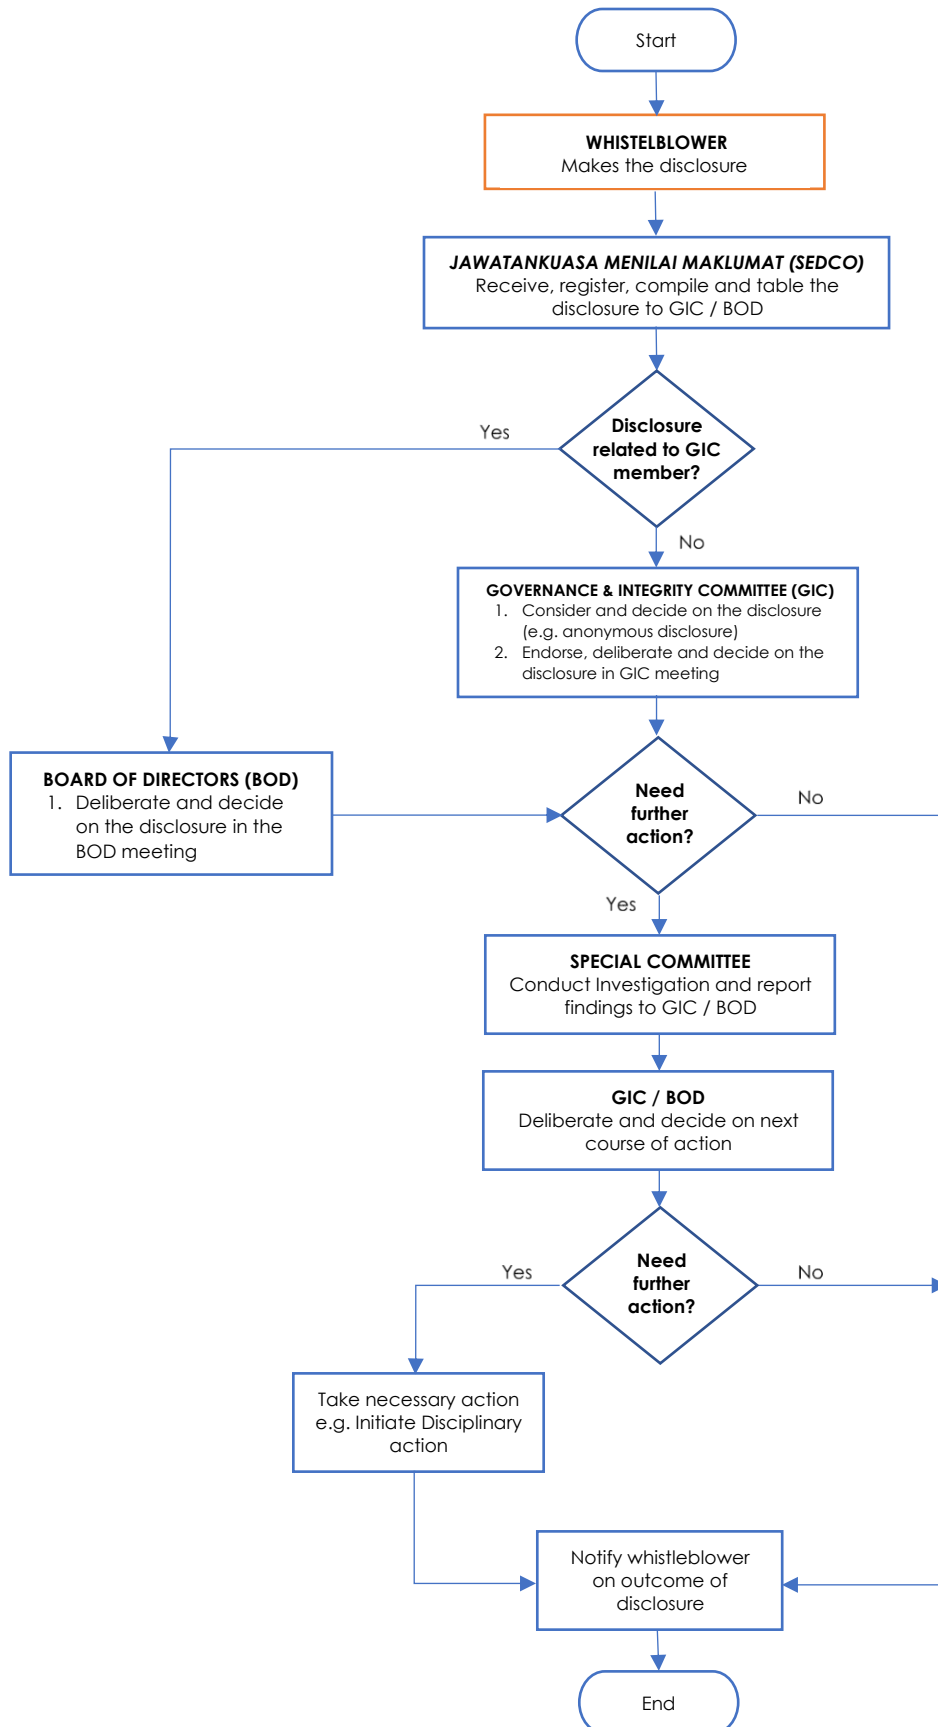 Start
WHISTELBLOWER
Makes the disclosure
JAWATANKUASA MENILAI MAKLUMAT (SEDCO)
Receive, register, compile and table the
disclosure to GIC / BOD
Disclosure
related to GIC
member?
Yes
No
GOVERNANCE & INTEGRITY COMMITTEE (GIC)
1. Consider and decide on the disclosure
(e.g. anonymous disclosure)
2. Endorse, deliberate and decide on the
disclosure in GIC meeting
BOARD OF DIRECTORS (BOD)
1. Deliberate and decide
on the disclosure in the
BOD meeting
Need
further
action?
No
Yes
SPECIAL COMMITTEE
Conduct Investigation and report
findings to GIC / BOD
GIC / BOD
Deliberate and decide on next
course of action
Need
further
action?
Yes
No
Take necessary action
e.g. Initiate Disciplinary
action
Notify whistleblower
on outcome of
disclosure
End